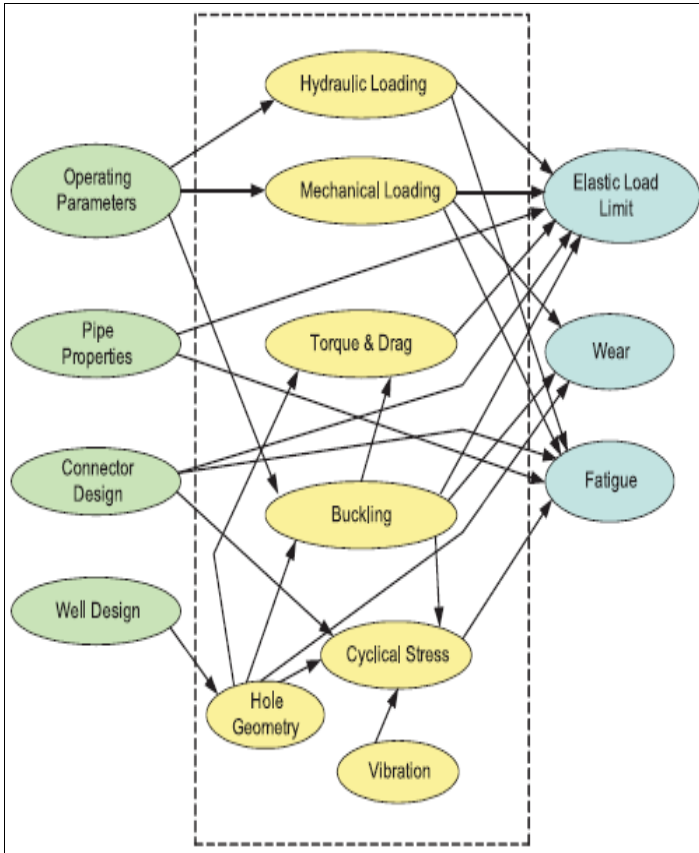 Hydraulic Loading
Operating
Parameters
Mechanical Loading
Elastic Load
Limit
Pipe
Properties
Torque & Drag
Wear
Connector
Design
Buckling
Fatigue
Well Design
Cyclical Stress
Hole
Geometry
Vibration